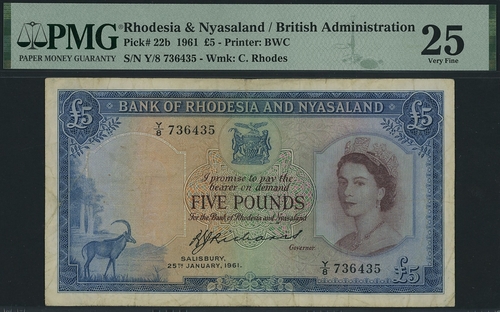 PMG
PAPER MONEY GUARANTY
Rhodesia & Nyasaland / British Administration
Pick# 22b 1961 £5 - Printer: BWC
S/N Y/8 736435 - Wmk: C. Rhodes
25
Very Fine
£5
BANK OF RHODESIA AND NYASALAND
£5
Y/8 736435
I promise to pay the
bearer on demand
FIVE POUNDS
For the Bank of Rhodesia and Nyasaland
Governor
SALISBURY,
25TH JANUARY, 1961.
Y/8 736435
£5